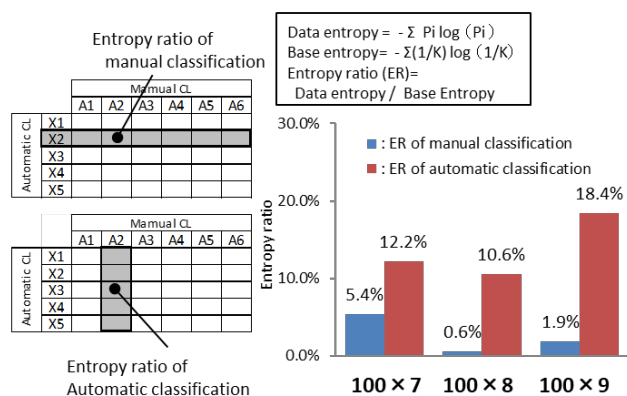 Entropy ratio of
manual classification
Mamual CL
A1 A2 A3 A4 A5 A6
Automatic CL
X1
X2
X3
X4
X5
Mamual CL
A1 A2 A3 A4 A5 A6
Automatic CL
X1
X2
X3
X4
X5
Entropy ratio of
Automatic classification
Data entropy = - Σ Pi log (Pi)
Base entropy= - Σ(1/K) log (1/K)
Entropy ratio (ER)=
Data entropy / Base Entropy
Entropy ratio
30.0%
20.0%
10.0%
0.0%
: ER of manual classification
: ER of automatic classification
5.4%
12.2%
0.6%
10.6%
1.9%
18.4%
100 × 7 100 × 8 100 × 9